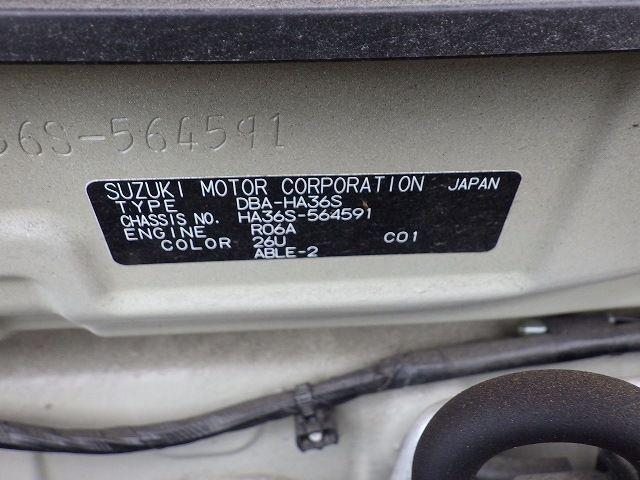 36S-564591
SUZUKI MOTOR CORPORATION JAPAN
TYPE DBA-HA36S
CHASSIS NO. HA36S-564591
ENGINE R06A
COLOR 26U C01
ABLE-2